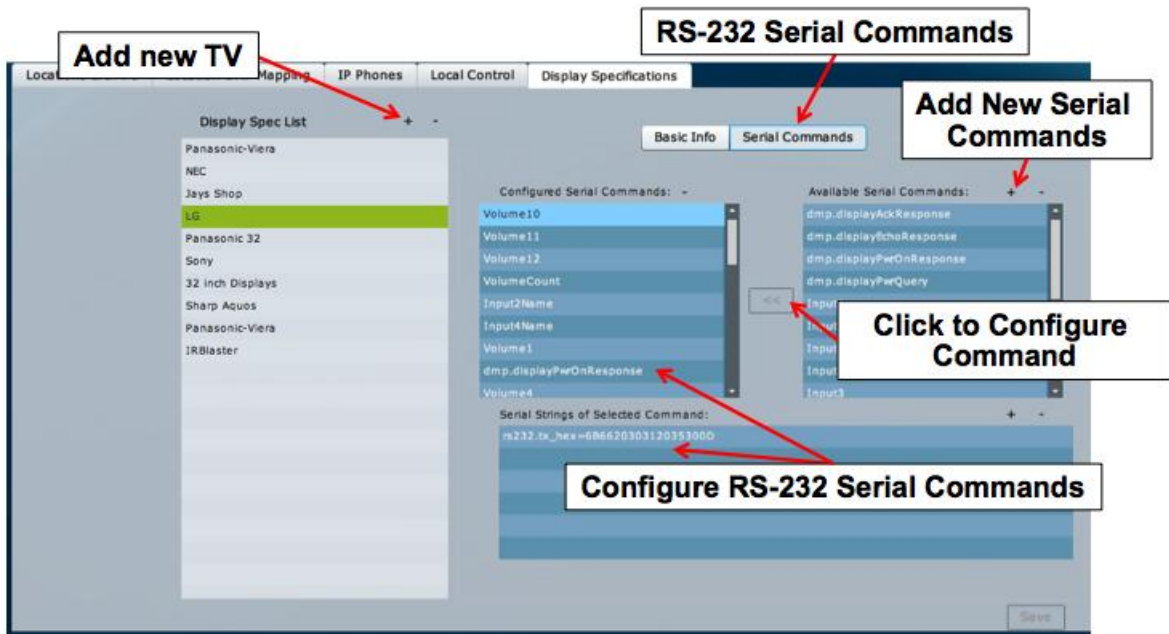 Add new TV
RS-232 Serial Commands
Mapping
IP Phones
Local Control
Display Specifications
Add New Serial
Commands
Display Spec List + -
Basic Info
Serial Commands
Panasonic-Viera
NEC
Jays Shop
LG
Panasonic 32
Sony
32 inch Displays
Sharp Aquos
Panasonic-Viera
IRBlaster
Configured Serial Commands: -
Volume10
Volume11
Volume12
VolumeCount
Input2Name
Input4Name
Volume1
dmp.displayPwrOnResponse
Volume4
<<
Available Serial Commands: + -
dmp.displayAckResponse
dmp.displayEchoResponse
dmp.displayPwrOnResponse
dmp.displayPwrQuery
Input3
Click to Configure
Command
Serial Strings of Selected Command: + -
rs232.tx_hex=6B662030312035300D
Configure RS-232 Serial Commands
Save